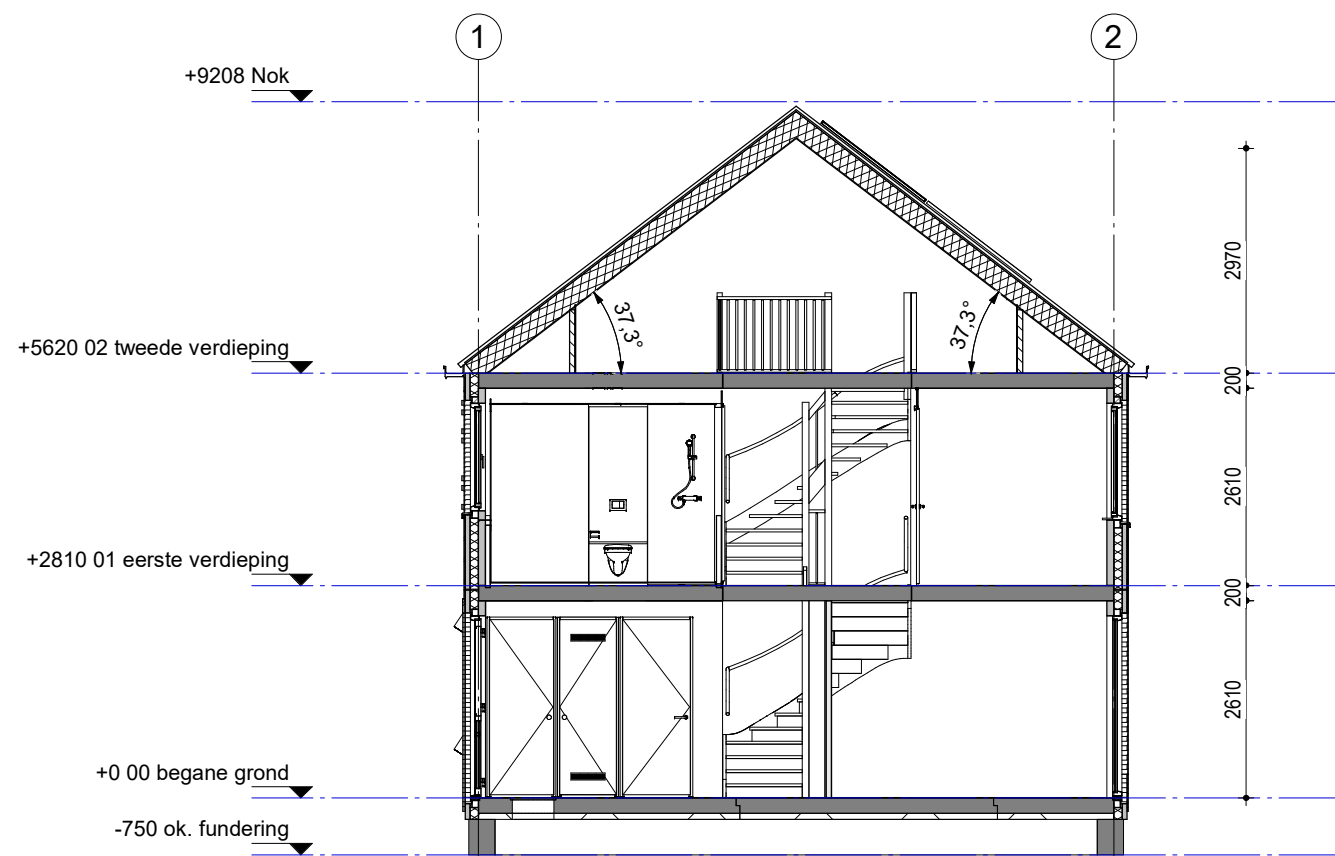 1
2
+9208 Nok
2970
37,3°
37,3°
+5620 02 tweede verdieping
200
2610
+2810 01 eerste verdieping
200
2610
+0 00 begane grond
-750 ok. fundering